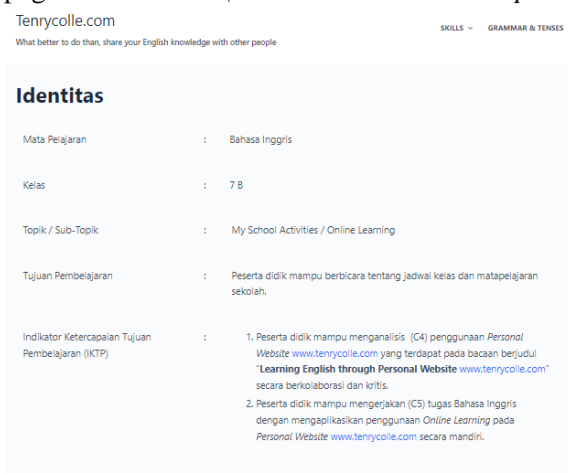 Tenrycolle.com
What better to do than, share your English knowledge with other people
SKILLS GRAMMAR & TENSES
Identitas
Mata Pelajaran : Bahasa Inggris
Kelas : 7 B
Topik / Sub-Topik : My School Activities / Online Learning
Tujuan Pembelajaran : Peserta didik mampu berbicara tentang jadwal kelas dan matapelajaran
sekolah.
Indikator Ketercapaian Tujuan
Pembelajaran (IKTP) :
1. Peserta didik mampu menganalisis (C4) penggunaan Personal
Website www.tenrycolle.com yang terdapat pada bacaan berjudul
"Learning English through Personal Website www.tenrycolle.com"
secara berkolaborasi dan kritis.
2. Peserta didik mampu mengerjakan (C5) tugas Bahasa Inggris
dengan mengaplikasikan penggunaan Online Learning pada
Personal Website www.tenrycolle.com secara mandiri.